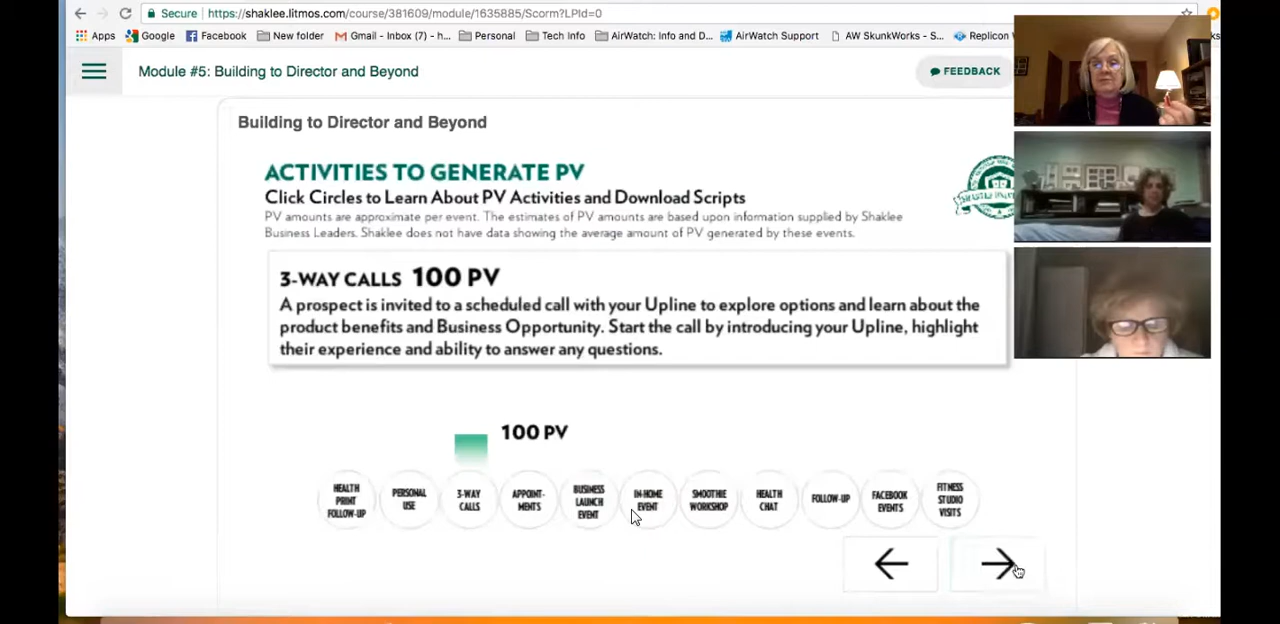 Secure https://shaklee.litmos.com/course/381609/module/1635885/Scorm?LPId=0
Apps Google Facebook New folder Gmail - Inbox (7) - h... Personal Tech Info AirWatch: Info and D... AirWatch Support AW SkunkWorks - S... Replicon
Module #5: Building to Director and Beyond
FEEDBACK
Building to Director and Beyond
ACTIVITIES TO GENERATE PV
Click Circles to Learn About PV Activities and Download Scripts
PV amounts are approximate per event. The estimates of PV amounts are based upon information supplied by Shaklee
Business Leaders. Shaklee does not have data showing the average amount of PV generated by these events.
3-WAY CALLS 100 PV
A prospect is invited to a scheduled call with your Upline to explore options and learn about the
product benefits and Business Opportunity. Start the call by introducing your Upline, highlight
their experience and ability to answer any questions.
100 PV
HEALTH
PRINT
FOLLOW-UP
PERSONAL
USE
3-WAY
CALLS
APPOINT-
MENTS
BUSINESS
LAUNCH
EVENT
IN-HOME
EVENT
SMOOTHIE
WORKSHOP
HEALTH
CHAT
FOLLOW-UP
FACEBOOK
EVENTS
FITNESS
STUDIO
VISITS